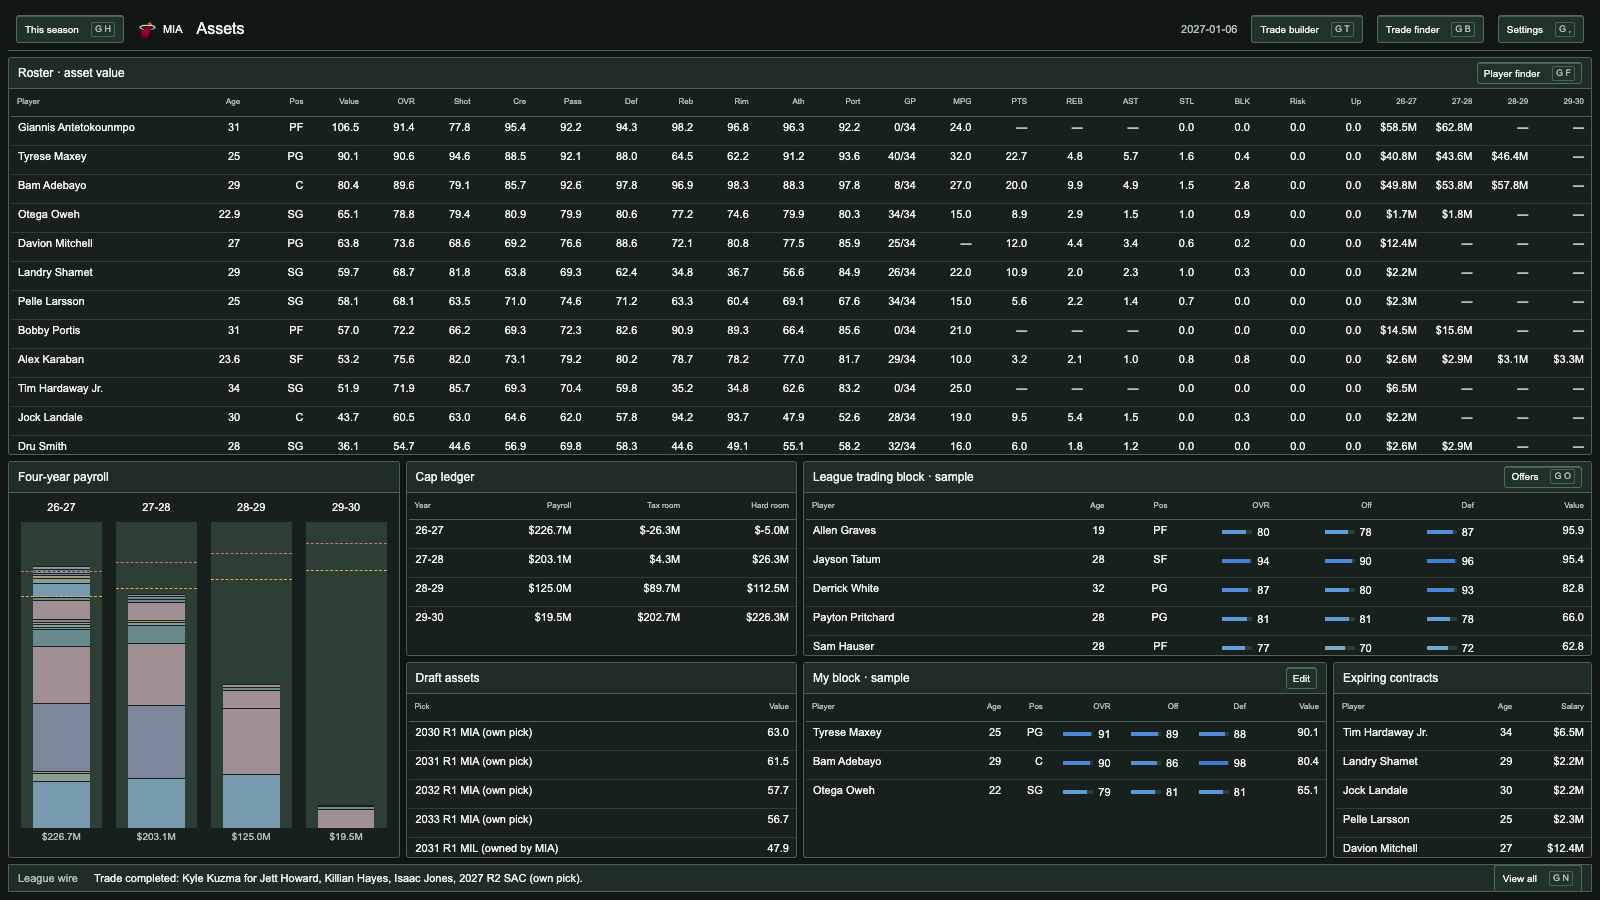 This season G H MIA Assets 2027-01-06 Trade builder G T Trade finder G B Settings G ,
Roster · asset value Player finder G F
Player Age Pos Value OVR Shot Cre Pass Def Reb Rim Ath Port GP MPG PTS REB AST STL BLK Risk Up 26-27 27-28 28-29 29-30
Giannis Antetokounmpo 31 PF 106.5 91.4 77.8 95.4 92.2 94.3 98.2 96.8 96.3 92.2 0/34 24.0 — — — 0.0 0.0 0.0 0.0 $58.5M $62.8M — —
Tyrese Maxey 25 PG 90.1 90.6 94.6 88.5 92.1 88.0 64.5 62.2 91.2 93.6 40/34 32.0 22.7 4.8 5.7 1.6 0.4 0.0 0.0 $40.8M $43.6M $46.4M —
Bam Adebayo 29 C 80.4 89.6 79.1 85.7 92.6 97.8 96.9 98.3 88.3 97.8 8/34 27.0 20.0 9.9 4.9 1.5 2.8 0.0 0.0 $49.8M $53.8M $57.8M —
Otega Oweh 22.9 SG 65.1 78.8 79.4 80.9 79.9 80.6 77.2 74.6 79.9 80.3 34/34 15.0 8.9 2.9 1.5 1.0 0.9 0.0 0.0 $1.7M $1.8M — —
Davion Mitchell 27 PG 63.8 73.6 68.6 69.2 76.6 88.6 72.1 80.8 77.5 85.9 25/34 — 12.0 4.4 3.4 0.6 0.2 0.0 0.0 $12.4M — — —
Landry Shamet 29 SG 59.7 68.7 81.8 63.8 69.3 62.4 34.8 36.7 56.6 84.9 26/34 22.0 10.9 2.0 2.3 1.0 0.3 0.0 0.0 $2.2M — — —
Pelle Larsson 25 SG 58.1 68.1 63.5 71.0 74.6 71.2 63.3 60.4 69.1 67.6 34/34 15.0 5.6 2.2 1.4 0.7 0.0 0.0 0.0 $2.3M — — —
Bobby Portis 31 PF 57.0 72.2 66.2 69.3 72.3 82.6 90.9 89.3 66.4 85.6 0/34 21.0 — — — 0.0 0.0 0.0 0.0 $14.5M $15.6M — —
Alex Karaban 23.6 SF 53.2 75.6 82.0 73.1 79.2 80.2 78.7 78.2 77.0 81.7 29/34 10.0 3.2 2.1 1.0 0.8 0.8 0.0 0.0 $2.6M $2.9M $3.1M $3.3M
Tim Hardaway Jr. 34 SG 51.9 71.9 85.7 69.3 70.4 59.8 35.2 34.8 62.6 83.2 0/34 25.0 — — — 0.0 0.0 0.0 0.0 $6.5M — — —
Jock Landale 30 C 43.7 60.5 63.0 64.6 62.0 57.8 94.2 93.7 47.9 52.6 28/34 19.0 9.5 5.4 1.5 0.0 0.3 0.0 0.0 $2.2M — — —
Dru Smith 28 SG 36.1 54.7 44.6 56.9 69.8 58.3 44.6 49.1 55.1 58.2 32/34 16.0 6.0 1.8 1.2 0.0 0.0 0.0 0.0 $2.6M $2.9M — —
Four-year payroll
26-27 27-28 28-29 29-30
$226.7M $203.1M $125.0M $19.5M
Cap ledger
Year Payroll Tax room Hard room
26-27 $226.7M $-26.3M $-5.0M
27-28 $203.1M $4.3M $26.3M
28-29 $125.0M $89.7M $112.5M
29-30 $19.5M $202.7M $226.3M
League trading block · sample Offers G O
Player Age Pos OVR Off Def Value
Allen Graves 19 PF 80 78 87 95.9
Jayson Tatum 28 SF 94 90 96 95.4
Derrick White 32 PG 87 80 93 82.8
Payton Pritchard 28 PG 81 81 78 66.0
Sam Hauser 28 PF 77 70 72 62.8
Draft assets
Pick Value
2030 R1 MIA (own pick) 63.0
2031 R1 MIA (own pick) 61.5
2032 R1 MIA (own pick) 57.7
2033 R1 MIA (own pick) 56.7
2031 R1 MIL (owned by MIA) 47.9
My block · sample Edit
Player Age Pos OVR Off Def Value
Tyrese Maxey 25 PG 91 89 88 90.1
Bam Adebayo 29 C 90 86 98 80.4
Otega Oweh 22 SG 79 81 81 65.1
Expiring contracts
Player Age Salary
Tim Hardaway Jr. 34 $6.5M
Landry Shamet 29 $2.2M
Jock Landale 30 $2.2M
Pelle Larsson 25 $2.3M
Davion Mitchell 27 $12.4M
League wire Trade completed: Kyle Kuzma for Jett Howard, Killian Hayes, Isaac Jones, 2027 R2 SAC (own pick). View all G N